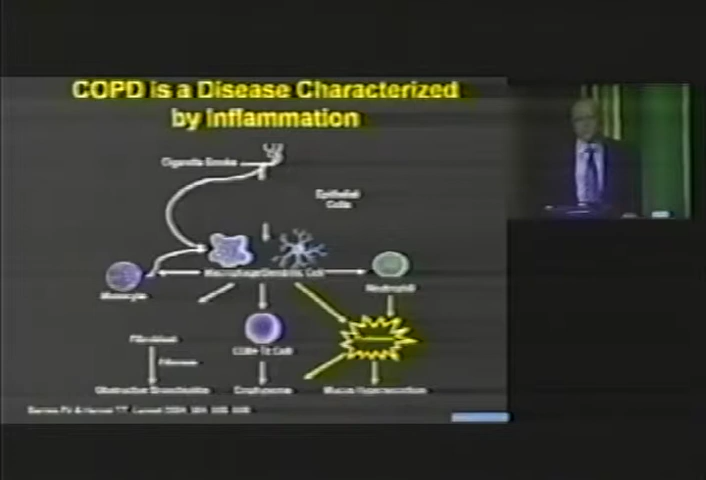 COPD is a Disease Characterized
by Inflammation
Cigarette Smoke
Epithelial
Cells
Macrophage/Dendritic Cell
Monocyte
Neutrophil
Fibroblast
CD8+ Tc Cell
Fibrosis
Obstructive Bronchiolitis
Emphysema
Mucus Hypersecretion